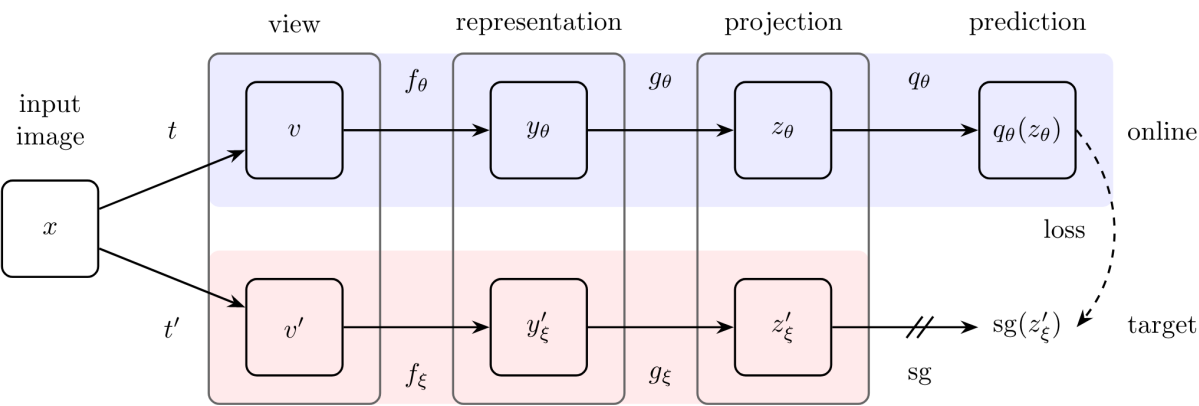 view
representation
projection
prediction
input
image
t
f_θ
g_θ
q_θ
v
y_θ
z_θ
q_θ(z_θ)
online
x
loss
t′
v′
y′_ξ
z′_ξ
sg(z′_ξ)
target
f_ξ
g_ξ
sg